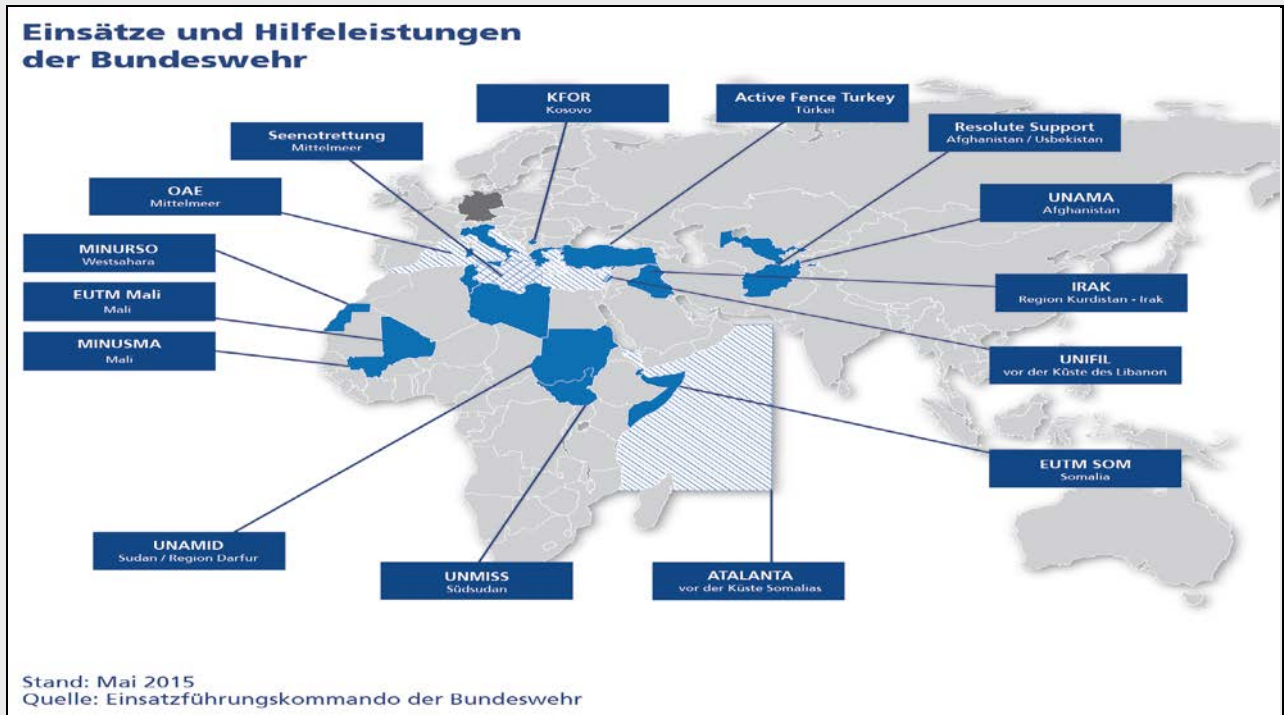 Einsätze und Hilfeleistungen
der Bundeswehr
KFOR
Kosovo
Active Fence Turkey
Türkei
Seenotrettung
Mittelmeer
Resolute Support
Afghanistan / Usbekistan
OAE
Mittelmeer
UNAMA
Afghanistan
MINURSO
Westsahara
EUTM Mali
Mali
IRAK
Region Kurdistan - Irak
MINUSMA
Mali
UNIFIL
vor der Küste des Libanon
EUTM SOM
Somalia
UNAMID
Sudan / Region Darfur
UNMISS
Südsudan
ATALANTA
vor der Küste Somalias
Stand: Mai 2015
Quelle: Einsatzführungskommando der Bundeswehr